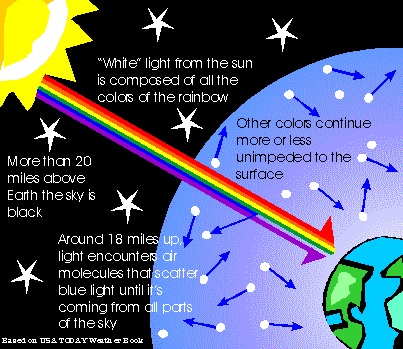 "White" light from the sun
is composed of all the
colors of the rainbow
Other colors continue
more or less
unimpeded to the
surface
More than 20
miles above
Earth the sky is
black
Around 18 miles up,
light encounters air
molecules that scatter
blue light until it's
coming from all parts
of the sky
Based on USA TODAY Weather Book